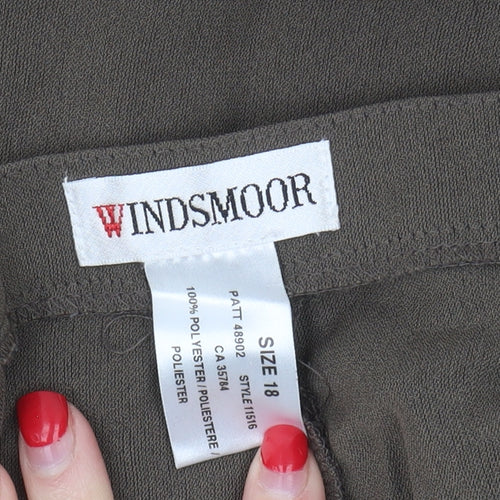 WINDSMOOR
SIZE 18
PATT 48902 STYLE 11516
CA 35784
100% POLYESTER / POLIESTERE /
POLIESTER